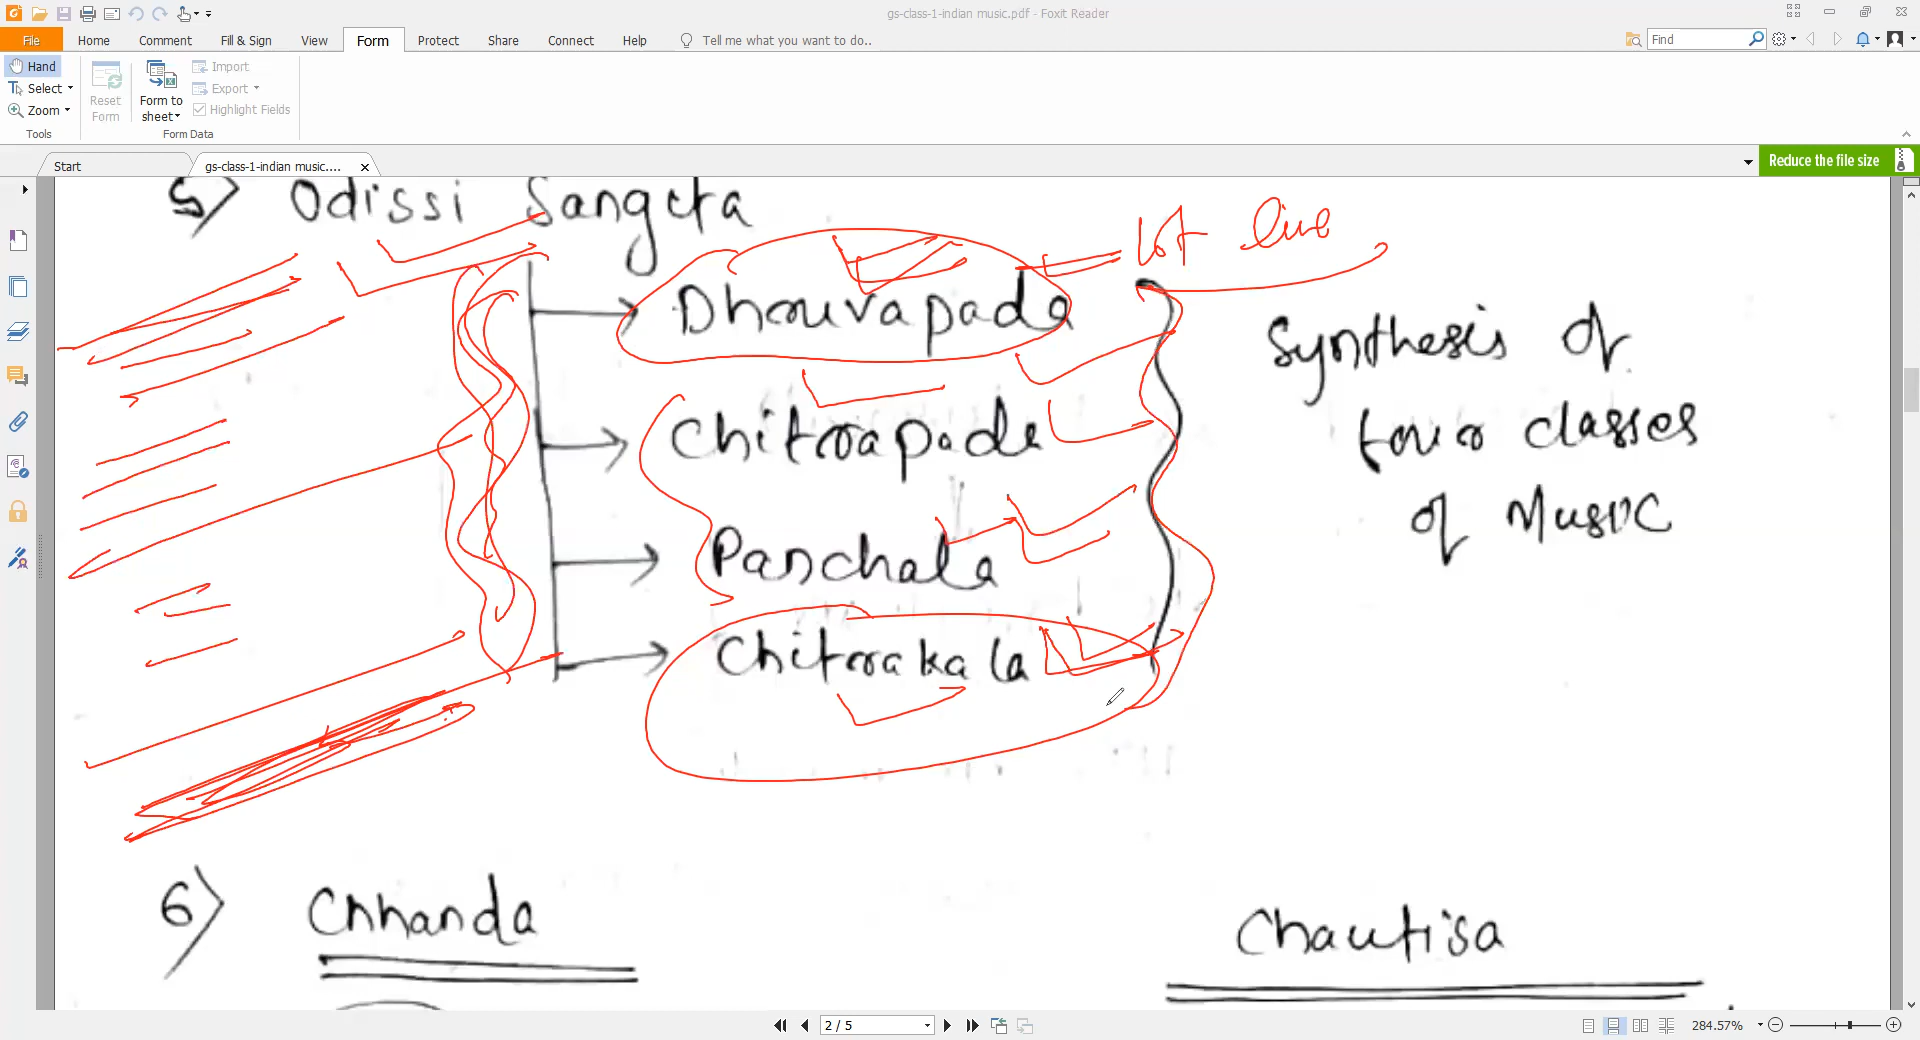 gs-class-1-indian music.pdf - Foxit Reader
File Home Comment Fill & Sign View Form Protect Share Connect Help Tell me what you want to do.. Find
Hand
Select
Zoom
Tools
Reset Form
Form to sheet
Import
Export
Highlight Fields
Form Data
Start gs-class-1-indian music.... Reduce the file size
5) Odissi Sangeta
1st line
Dhruvapada
Chitrapada
Panchala
Chitrakala
Synthesis of
four classes
of Music
6) Chhanda Chautisa
2 / 5 284.57%